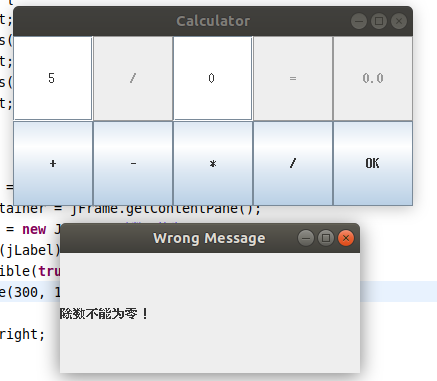 t;
Calculator
s(
t;
s(
t;
5 / 0 = 0.0
+ - * / OK
=
tainer = jFrame.getContentPane();
= new J
Wrong Message
(jLabel)
ible(tru
e(300, 1
除数不能为零！
right;